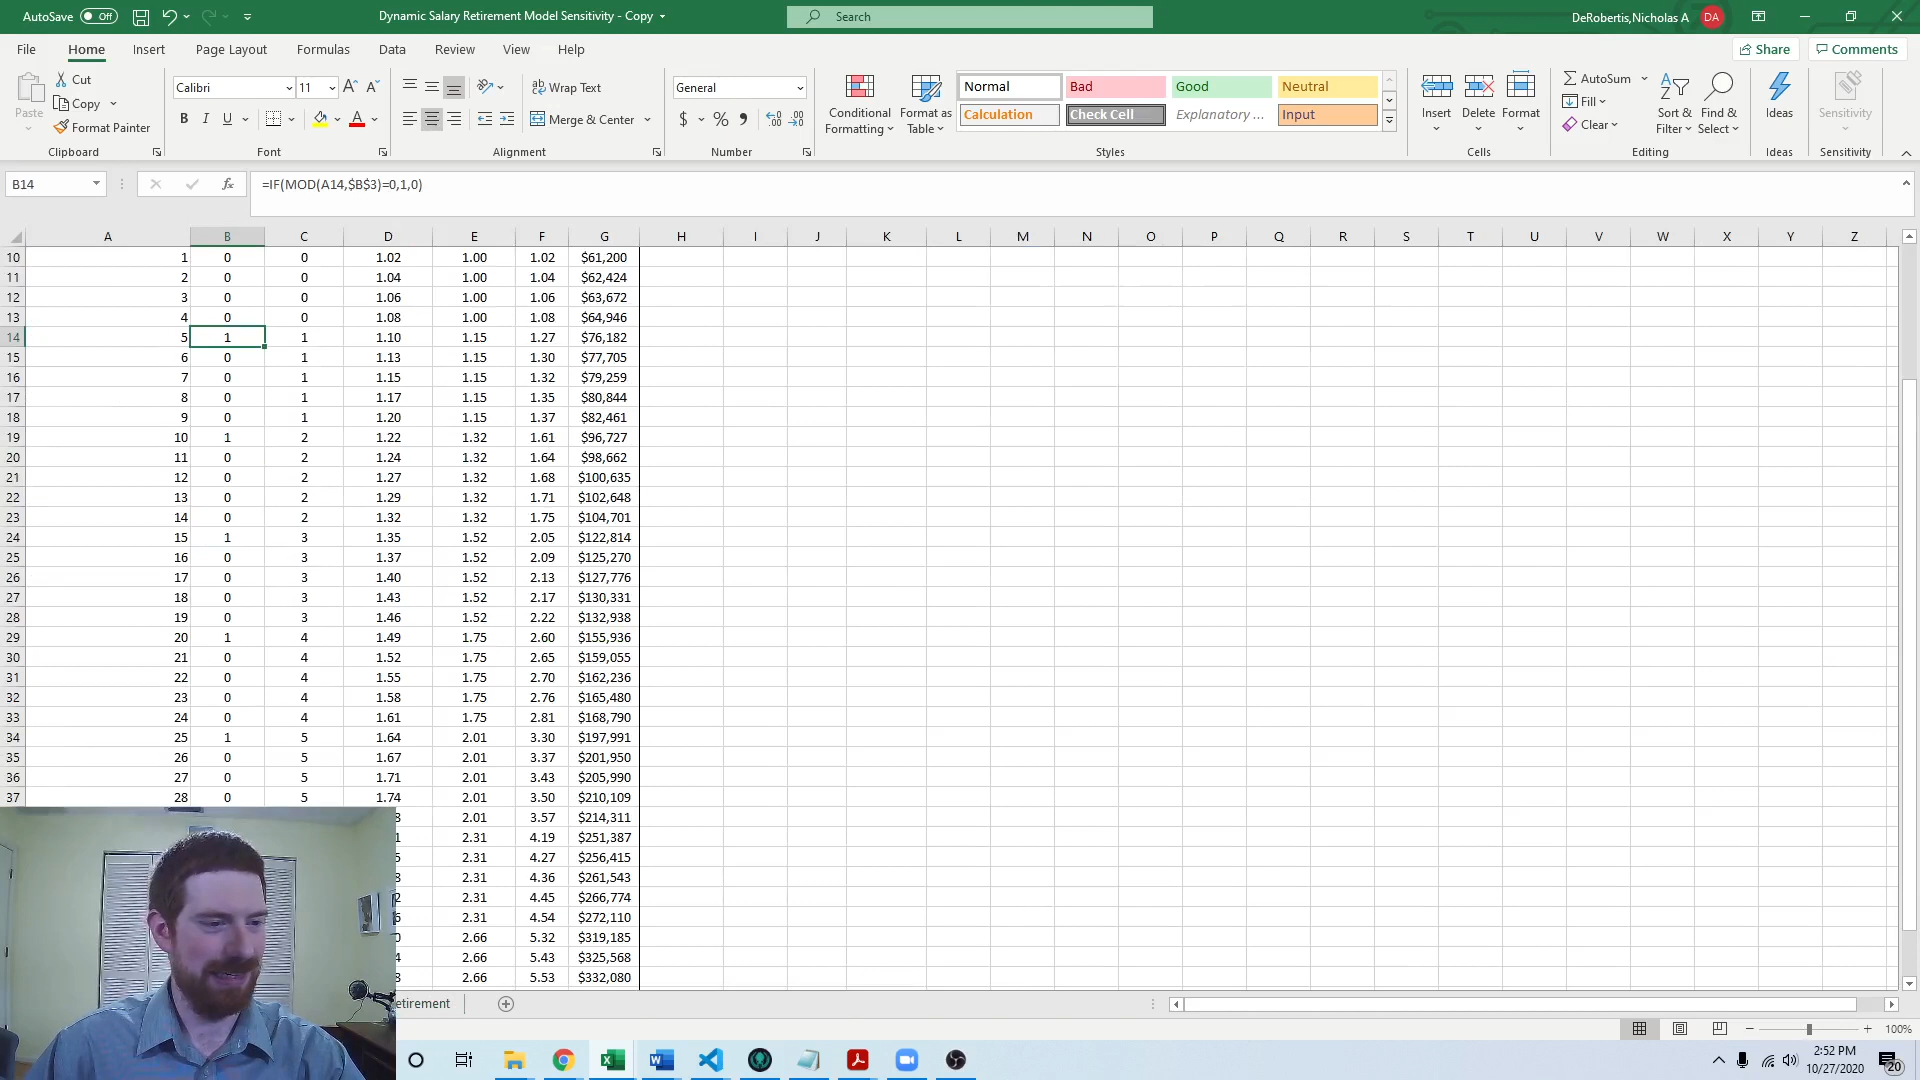 AutoSave Off Dynamic Salary Retirement Model Sensitivity - Copy Search DeRobertis,Nicholas A DA
File Home Insert Page Layout Formulas Data Review View Help Share Comments
Paste Cut Copy Format Painter Clipboard
Calibri 11 A A B I U A Font
ab Wrap Text Merge & Center Alignment
General $ % , Number
Conditional Formatting Format as Table Normal Bad Good Neutral
Calculation Check Cell Explanatory ... Input Styles
Insert Delete Format Cells
AutoSum Fill Clear Sort & Filter Find & Select Editing
Ideas Ideas Sensitivity Sensitivity
B14 fx =IF(MOD(A14,$B$3)=0,1,0)
A B C D E F G H I J K L M N O P Q R S T U V W X Y Z
10 1 0 0 1.02 1.00 1.02 $61,200
11 2 0 0 1.04 1.00 1.04 $62,424
12 3 0 0 1.06 1.00 1.06 $63,672
13 4 0 0 1.08 1.00 1.08 $64,946
14 5 1 1 1.10 1.15 1.27 $76,182
15 6 0 1 1.13 1.15 1.30 $77,705
16 7 0 1 1.15 1.15 1.32 $79,259
17 8 0 1 1.17 1.15 1.35 $80,844
18 9 0 1 1.20 1.15 1.37 $82,461
19 10 1 2 1.22 1.32 1.61 $96,727
20 11 0 2 1.24 1.32 1.64 $98,662
21 12 0 2 1.27 1.32 1.68 $100,635
22 13 0 2 1.29 1.32 1.71 $102,648
23 14 0 2 1.32 1.32 1.75 $104,701
24 15 1 3 1.35 1.52 2.05 $122,814
25 16 0 3 1.37 1.52 2.09 $125,270
26 17 0 3 1.40 1.52 2.13 $127,776
27 18 0 3 1.43 1.52 2.17 $130,331
28 19 0 3 1.46 1.52 2.22 $132,938
29 20 1 4 1.49 1.75 2.60 $155,936
30 21 0 4 1.52 1.75 2.65 $159,055
31 22 0 4 1.55 1.75 2.70 $162,236
32 23 0 4 1.58 1.75 2.76 $165,480
33 24 0 4 1.61 1.75 2.81 $168,790
34 25 1 5 1.64 2.01 3.30 $197,991
35 26 0 5 1.67 2.01 3.37 $201,950
36 27 0 5 1.71 2.01 3.43 $205,990
37 28 0 5 1.74 2.01 3.50 $210,109
8 2.01 3.57 $214,311
1 2.31 4.19 $251,387
5 2.31 4.27 $256,415
8 2.31 4.36 $261,543
2 2.31 4.45 $266,774
6 2.31 4.54 $272,110
0 2.66 5.32 $319,185
4 2.66 5.43 $325,568
8 2.66 5.53 $332,080
etirement
100%
2:52 PM
10/27/2020 20